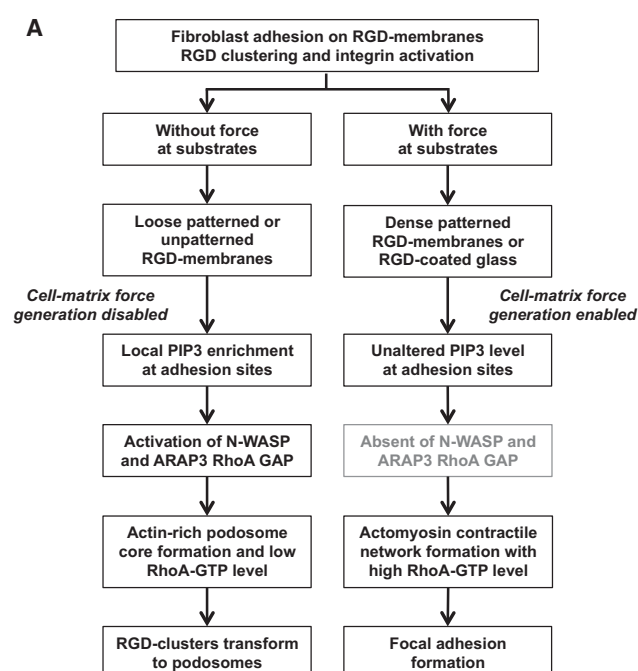 A
Fibroblast adhesion on RGD-membranes
RGD clustering and integrin activation
Without force
at substrates
With force
at substrates
Loose patterned or
unpatterned
RGD-membranes
Dense patterned
RGD-membranes or
RGD-coated glass
Cell-matrix force
generation disabled
Cell-matrix force
generation enabled
Local PIP3 enrichment
at adhesion sites
Unaltered PIP3 level
at adhesion sites
Activation of N-WASP
and ARAP3 RhoA GAP
Absent of N-WASP and
ARAP3 RhoA GAP
Actin-rich podosome
core formation and low
RhoA-GTP level
Actomyosin contractile
network formation with
high RhoA-GTP level
RGD-clusters transform
to podosomes
Focal adhesion
formation